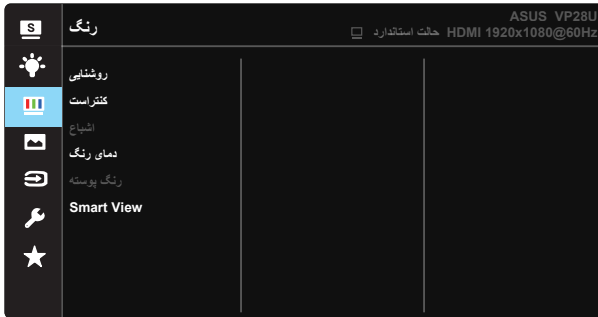 S
رنگ
ASUS VP28U
HDMI 1920x1080@60Hz حالت استاندارد
روشنایی
کنتراست
اشباع
دمای رنگ
رنگ پوسته
Smart View